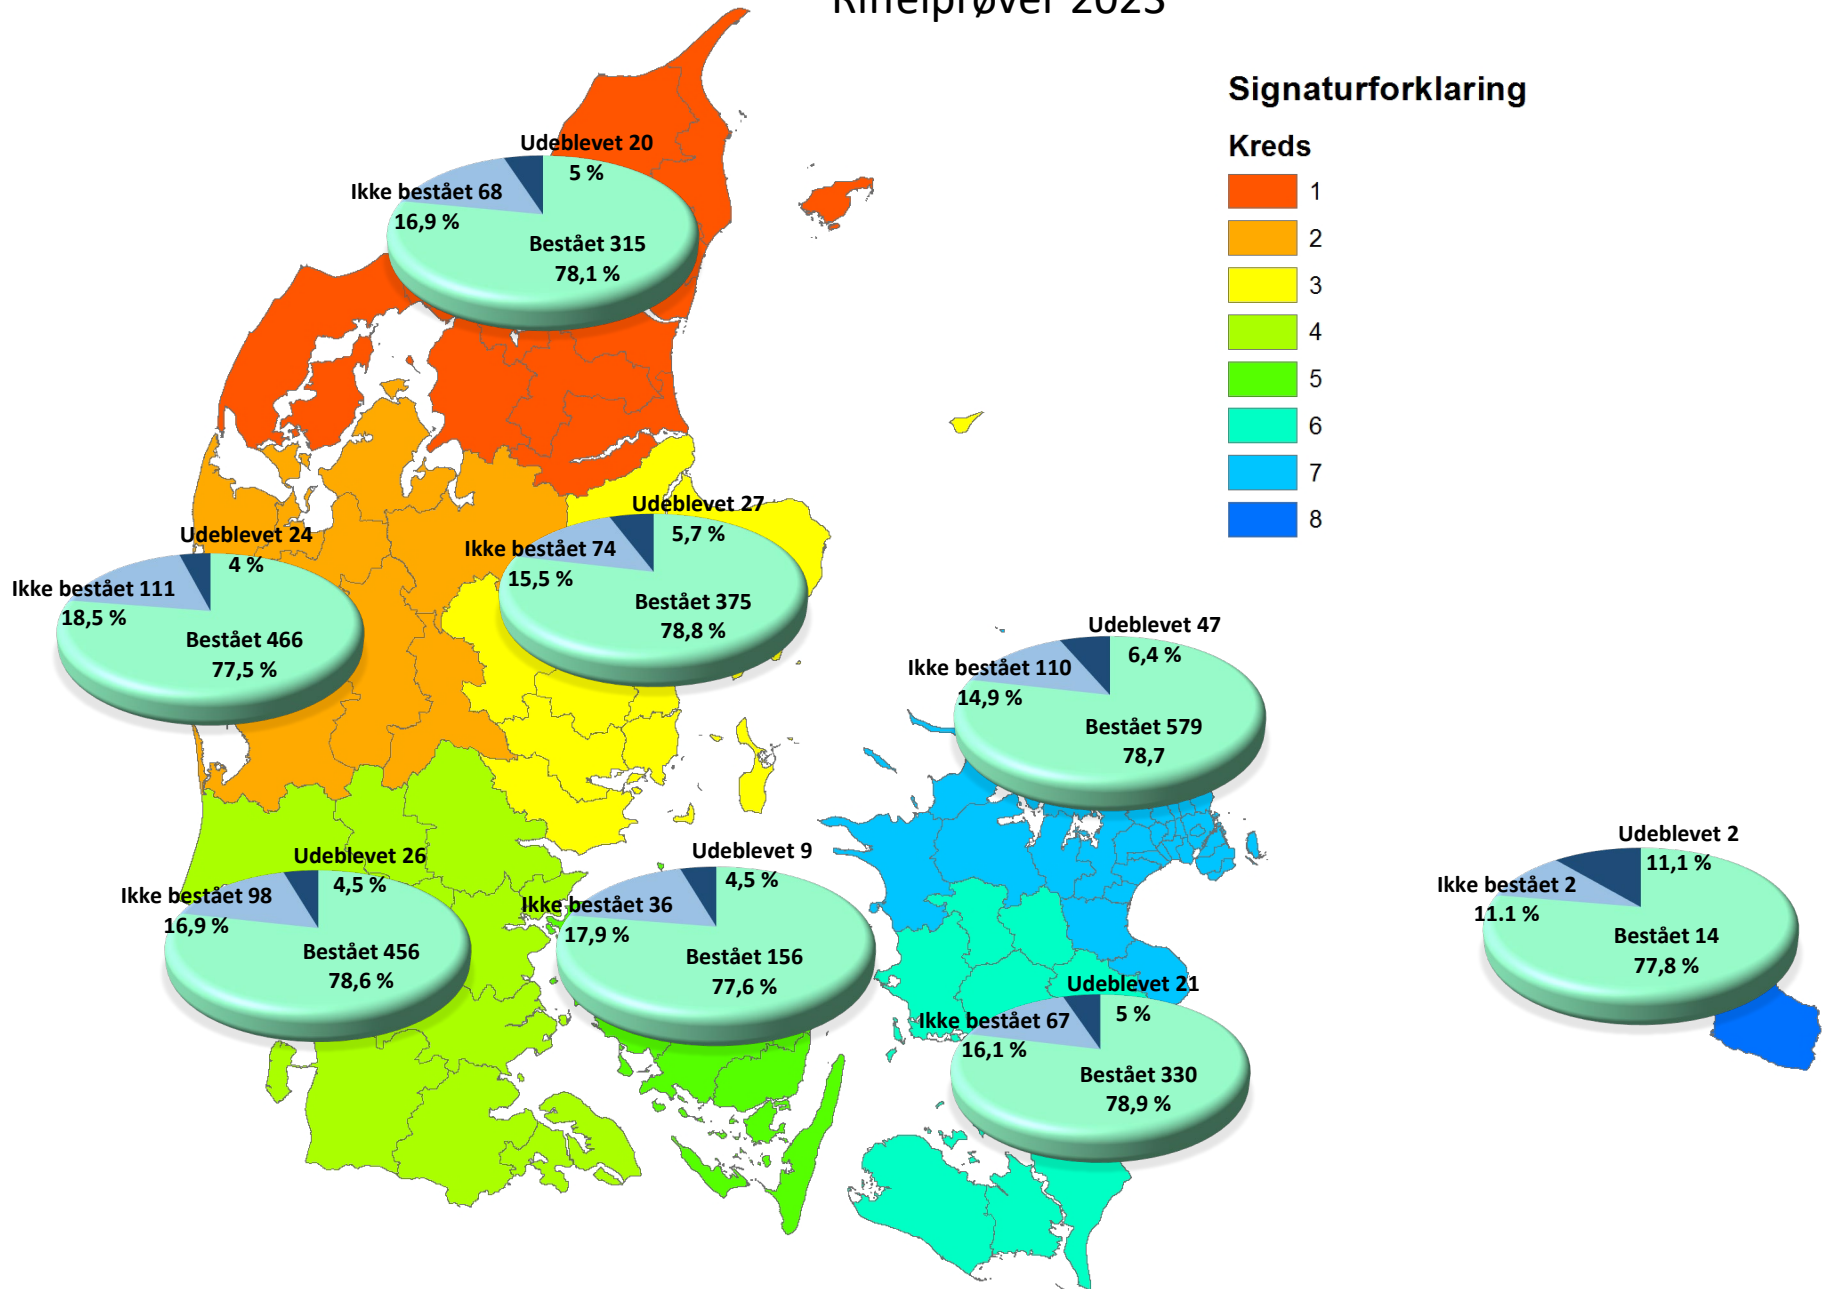 Riffelprøver 2023
Signaturforklaring
Kreds
1
2
3
4
5
6
7
8
Udeblevet 20
5 %
Ikke bestået 68
16,9 %
Bestået 315
78,1 %
Udeblevet 27
5,7 %
Ikke bestået 74
15,5 %
Bestået 375
78,8 %
Udeblevet 24
4 %
Ikke bestået 111
18,5 %
Bestået 466
77,5 %
Udeblevet 47
6,4 %
Ikke bestået 110
14,9 %
Bestået 579
78,7
Udeblevet 26
4,5 %
Ikke bestået 98
16,9 %
Bestået 456
78,6 %
Udeblevet 9
4,5 %
Ikke bestået 36
17,9 %
Bestået 156
77,6 %
Udeblevet 2
11,1 %
Ikke bestået 2
11.1 %
Bestået 14
77,8 %
Udeblevet 21
5 %
Ikke bestået 67
16,1 %
Bestået 330
78,9 %